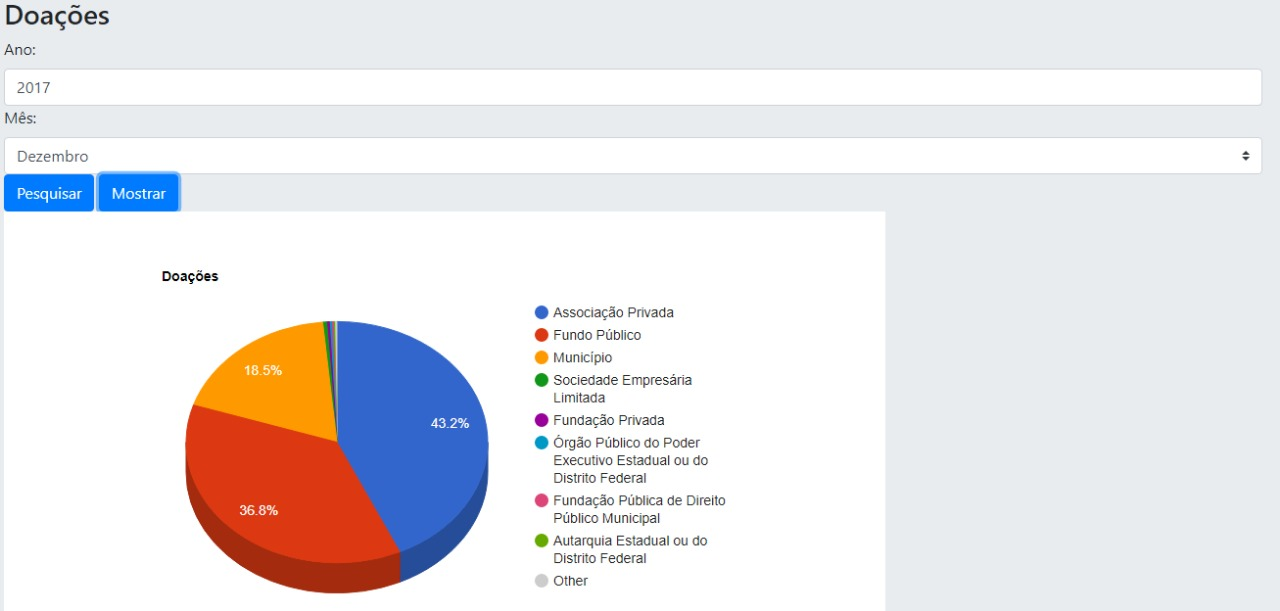 Doações
Ano:
2017
Mês:
Dezembro
Pesquisar Mostrar
Doações
18.5%
43.2%
36.8%
Associação Privada
Fundo Público
Município
Sociedade Empresária
Limitada
Fundação Privada
Órgão Público do Poder
Executivo Estadual ou do
Distrito Federal
Fundação Pública de Direito
Público Municipal
Autarquia Estadual ou do
Distrito Federal
Other